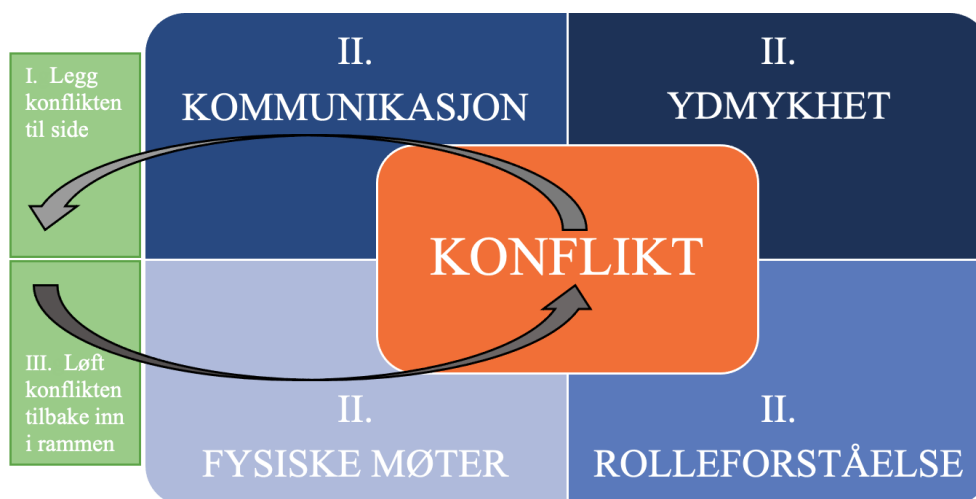 I. Legg
konflikten
til side
II.
KOMMUNIKASJON
II.
YDMYKHET
KONFLIKT
III. Løft
konflikten
tilbake inn
i rammen
II.
FYSISKE MØTER
II.
ROLLEFORSTÅELSE